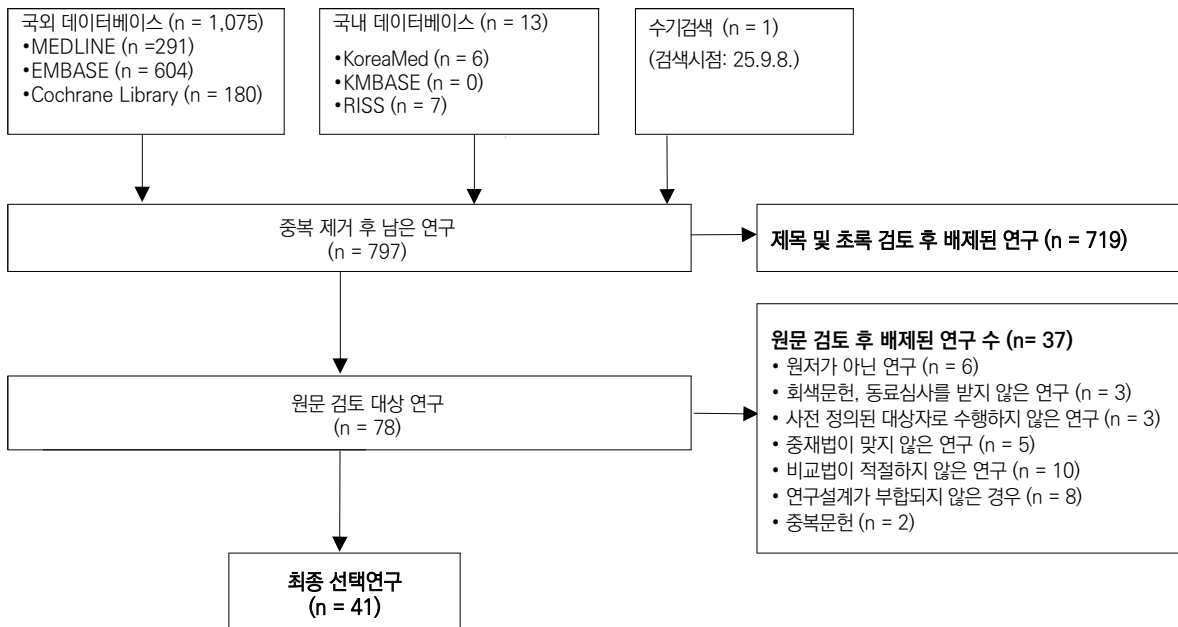 국외 데이터베이스 (n = 1,075)
•MEDLINE (n =291)
•EMBASE (n = 604)
•Cochrane Library (n = 180)
국내 데이터베이스 (n = 13)
•KoreaMed (n = 6)
•KMBASE (n = 0)
•RISS (n = 7)
수기검색 (n = 1)
(검색시점: 25.9.8.)
중복 제거 후 남은 연구
(n = 797)
제목 및 초록 검토 후 배제된 연구 (n = 719)
원문 검토 대상 연구
(n = 78)
원문 검토 후 배제된 연구 수 (n= 37)
• 원저가 아닌 연구 (n = 6)
• 회색문헌, 동료심사를 받지 않은 연구 (n = 3)
• 사전 정의된 대상자로 수행하지 않은 연구 (n = 3)
• 중재법이 맞지 않은 연구 (n = 5)
• 비교법이 적절하지 않은 연구 (n = 10)
• 연구설계가 부합되지 않은 경우 (n = 8)
• 중복문헌 (n = 2)
최종 선택연구
(n = 41)